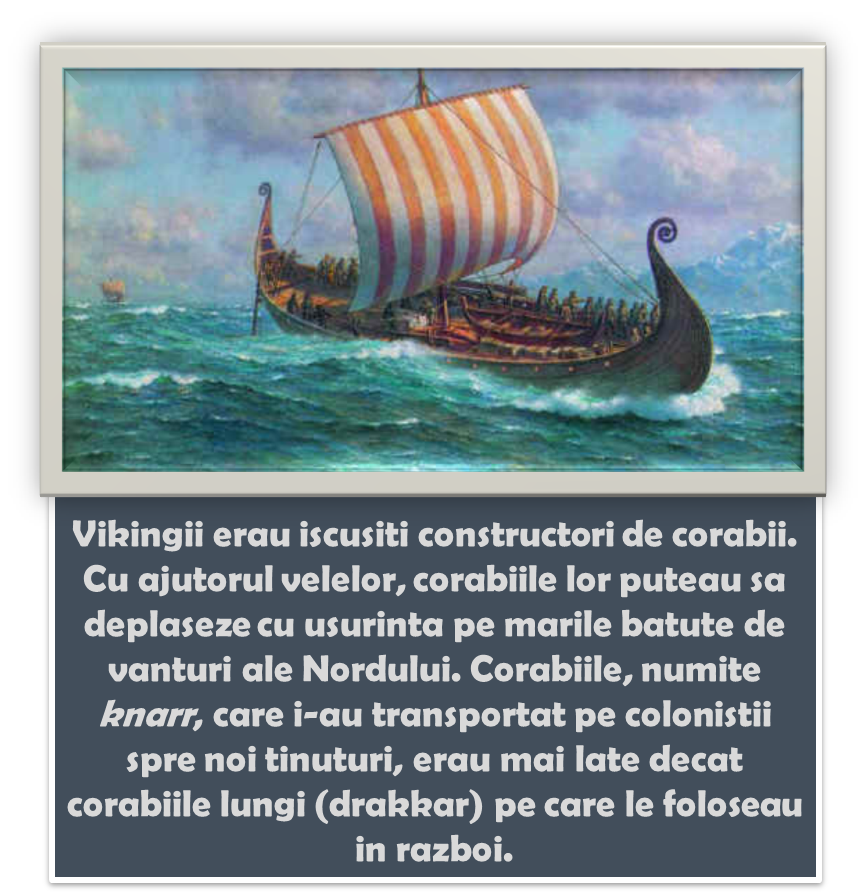 Vikingii erau iscusiti constructori de corabii.
Cu ajutorul velelor, corabiile lor puteau sa
deplaseze cu usurinta pe marile batute de
vanturi ale Nordului. Corabiile, numite
knarr, care i-au transportat pe colonistii
spre noi tinuturi, erau mai late decat
corabiile lungi (drakkar) pe care le foloseau
in razboi.